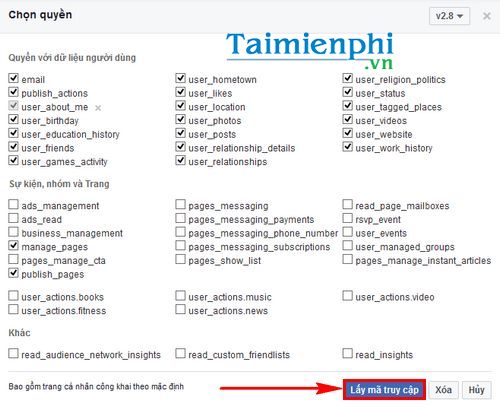 Chọn quyền
v2.8
Taimienphi
.vn
Quyền với dữ liệu người dùng
email user_hometown user_religion_politics
publish_actions user_likes user_status
user_about_me user_location user_tagged_places
user_birthday user_photos user_videos
user_education_history user_posts user_website
user_friends user_relationship_details user_work_history
user_games_activity user_relationships
Sự kiện, nhóm và Trang
ads_management pages_messaging read_page_mailboxes
ads_read pages_messaging_payments rsvp_event
business_management pages_messaging_phone_number user_events
manage_pages pages_messaging_subscriptions user_managed_groups
pages_manage_cta pages_show_list pages_manage_instant_articles
publish_pages
user_actions.books user_actions.music user_actions.video
user_actions.fitness user_actions.news
Khác
read_audience_network_insights read_custom_friendlists read_insights
Bao gồm trang cá nhân công khai theo mặc định
Lấy mã truy cập Xóa Hủy